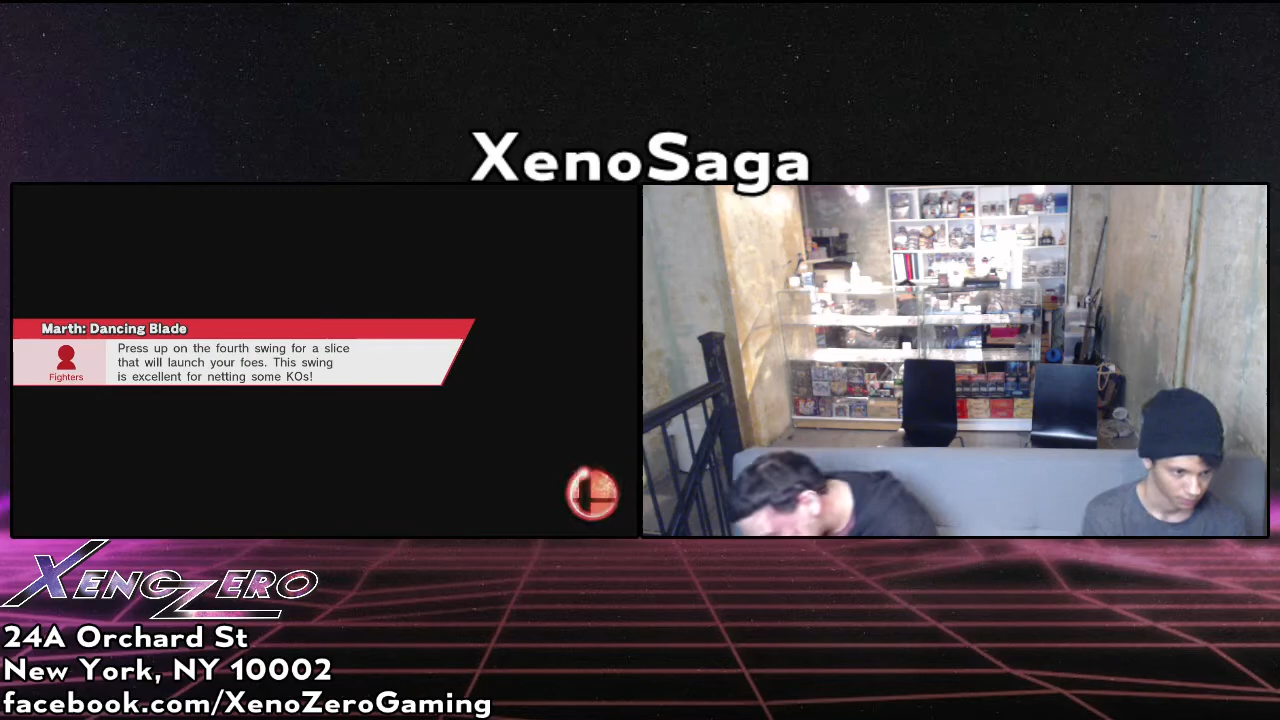 XenoSaga
Marth: Dancing Blade
Press up on the fourth swing for a slice
that will launch your foes. This swing
is excellent for netting some KOs!
Fighters
XENOZERO
24A Orchard St
New York, NY 10002
facebook.com/XenoZeroGaming